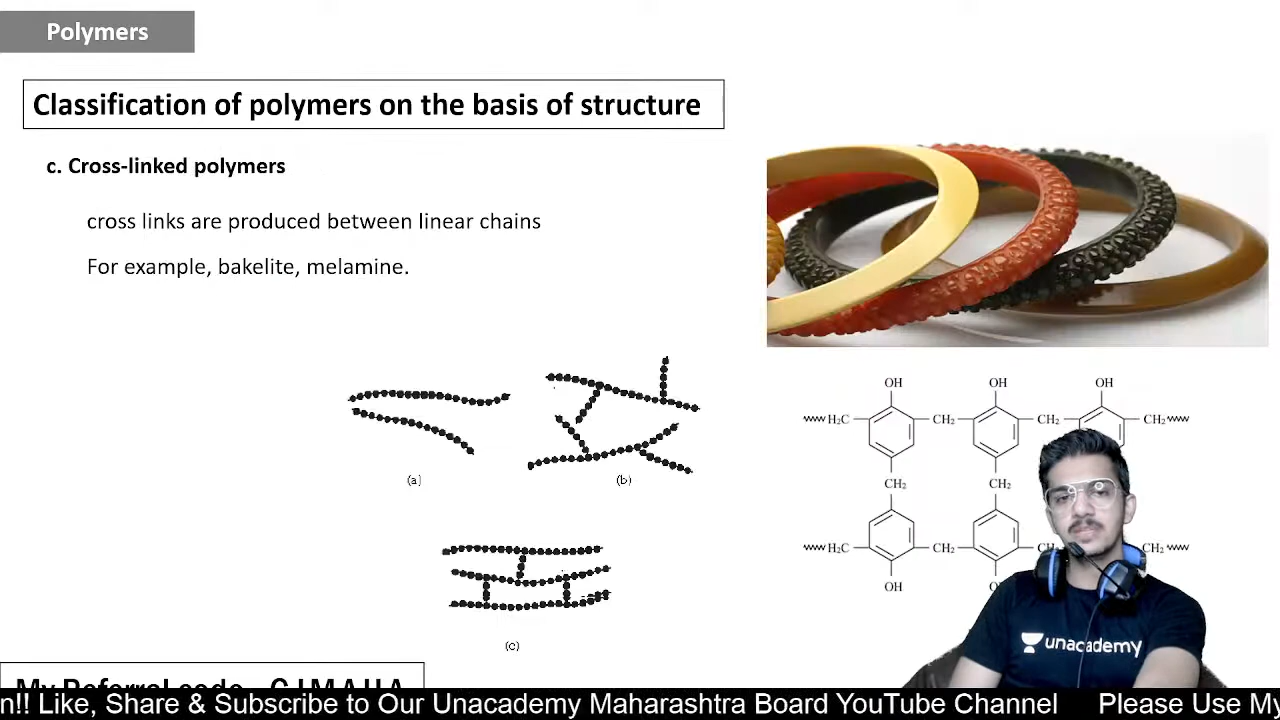 Polymers
Classification of polymers on the basis of structure
c. Cross-linked polymers
cross links are produced between linear chains
For example, bakelite, melamine.
(a)
(b)
(c)
OH OH OH
H₂C CH₂ CH₂ CH₂
CH₂ CH₂
H₂C CH₂ CH₂
OH
unacademy
n!! Like, Share & Subscribe to Our Unacademy Maharashtra Board YouTube Channel Please Use My